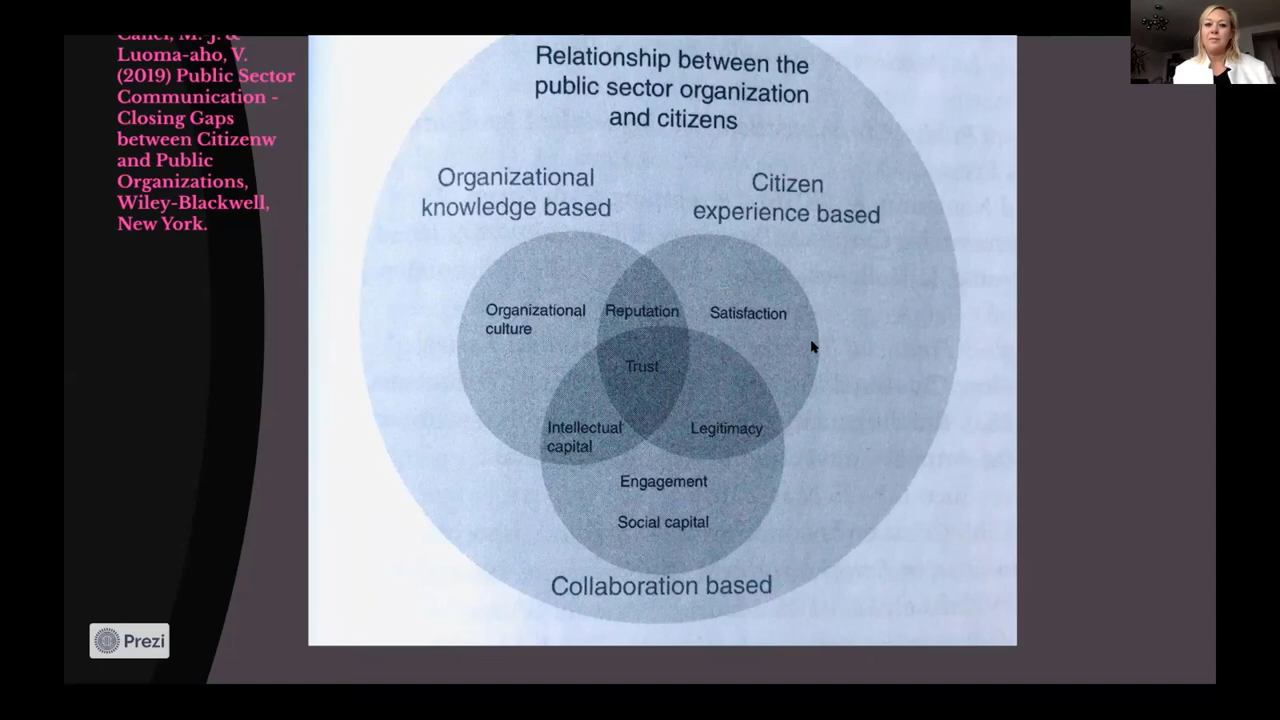 Luoma-aho, V.
(2019) Public Sector
Communication -
Closing Gaps
between Citizenw
and Public
Organizations,
Wiley-Blackwell,
New York.
Relationship between the
public sector organization
and citizens
Organizational
knowledge based
Citizen
experience based
Organizational
culture
Reputation
Satisfaction
Trust
Intellectual
capital
Legitimacy
Engagement
Social capital
Collaboration based
Prezi